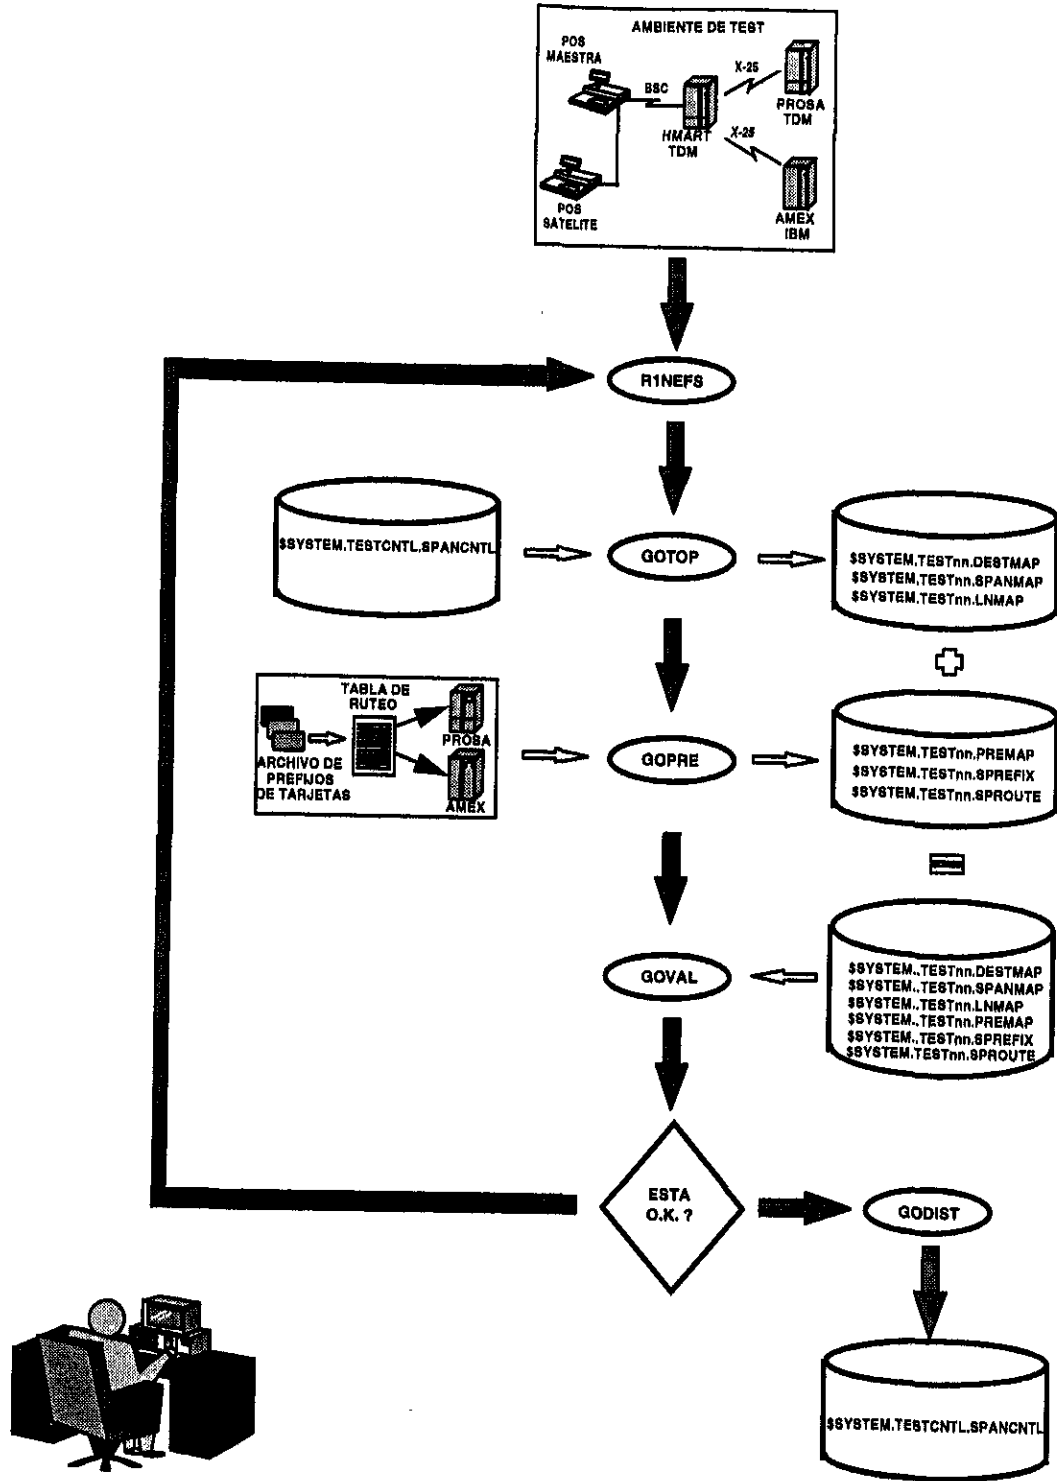 AMBIENTE DE TEST
POS
MAESTRA
BSC
X-25
PROSA
TDM
HMART
TDM
X-25
POS
SATELITE
AMEX
IBM
R1NEFS
$SYSTEM.TESTCNTL.SPANCNTL
GOTOP
$SYSTEM.TESTnn.DESTMAP
$SYSTEM.TESTnn.SPANMAP
$SYSTEM.TESTnn.LNMAP
TABLA DE
RUTEO
PROSA
ARCHIVO DE
PREFIJOS
DE TARJETAS
AMEX
GOPRE
$SYSTEM.TESTnn.PREMAP
$SYSTEM.TESTnn.SPREFIX
$SYSTEM.TESTnn.SPROUTE
GOVAL
$SYSTEM..TESTnn.DESTMAP
$SYSTEM..TESTnn.SPANMAP
$SYSTEM..TESTnn.LNMAP
$SYSTEM..TESTnn.PREMAP
$SYSTEM..TESTnn.SPREFIX
$SYSTEM.TESTnn.SPROUTE
ESTA
O.K. ?
GODIST
$SYSTEM.TESTCNTL.SPANCNTL